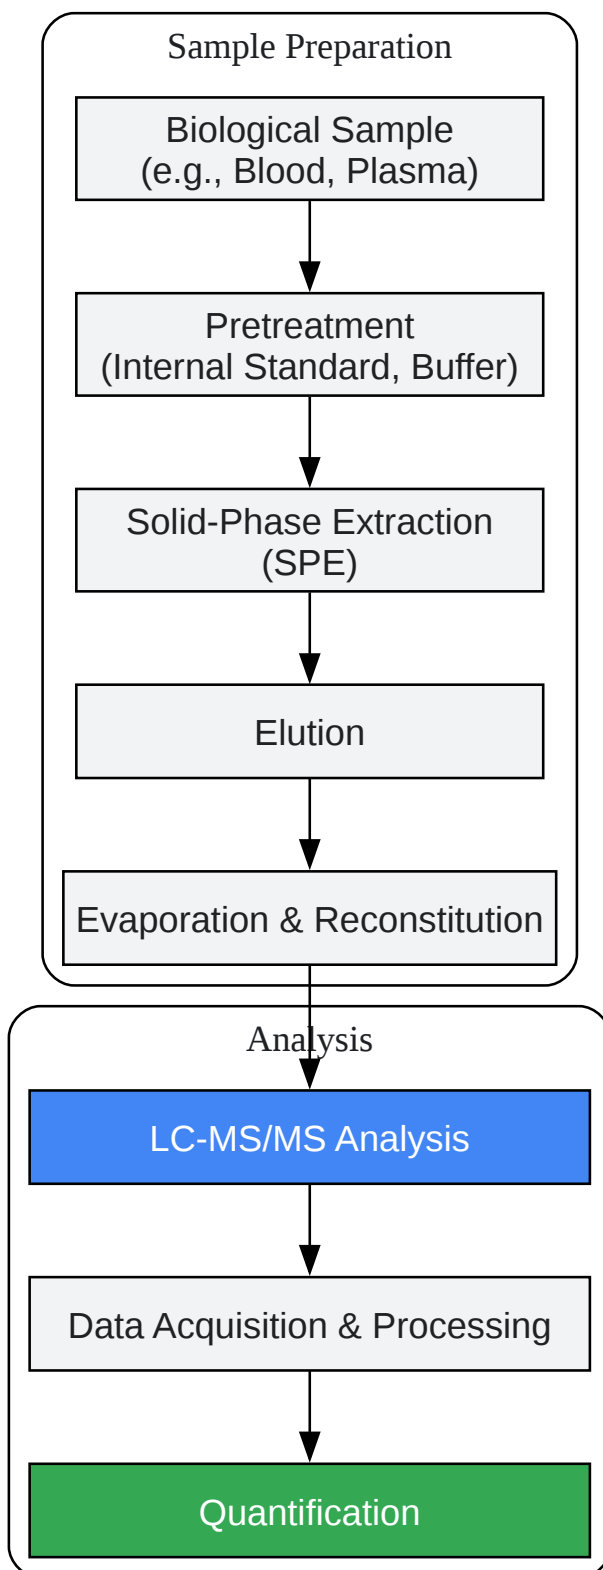 Sample Preparation
Biological Sample
(e.g., Blood, Plasma)
Pretreatment
(Internal Standard, Buffer)
Solid-Phase Extraction
(SPE)
Elution
Evaporation & Reconstitution
Analysis
LC-MS/MS Analysis
Data Acquisition & Processing
Quantification